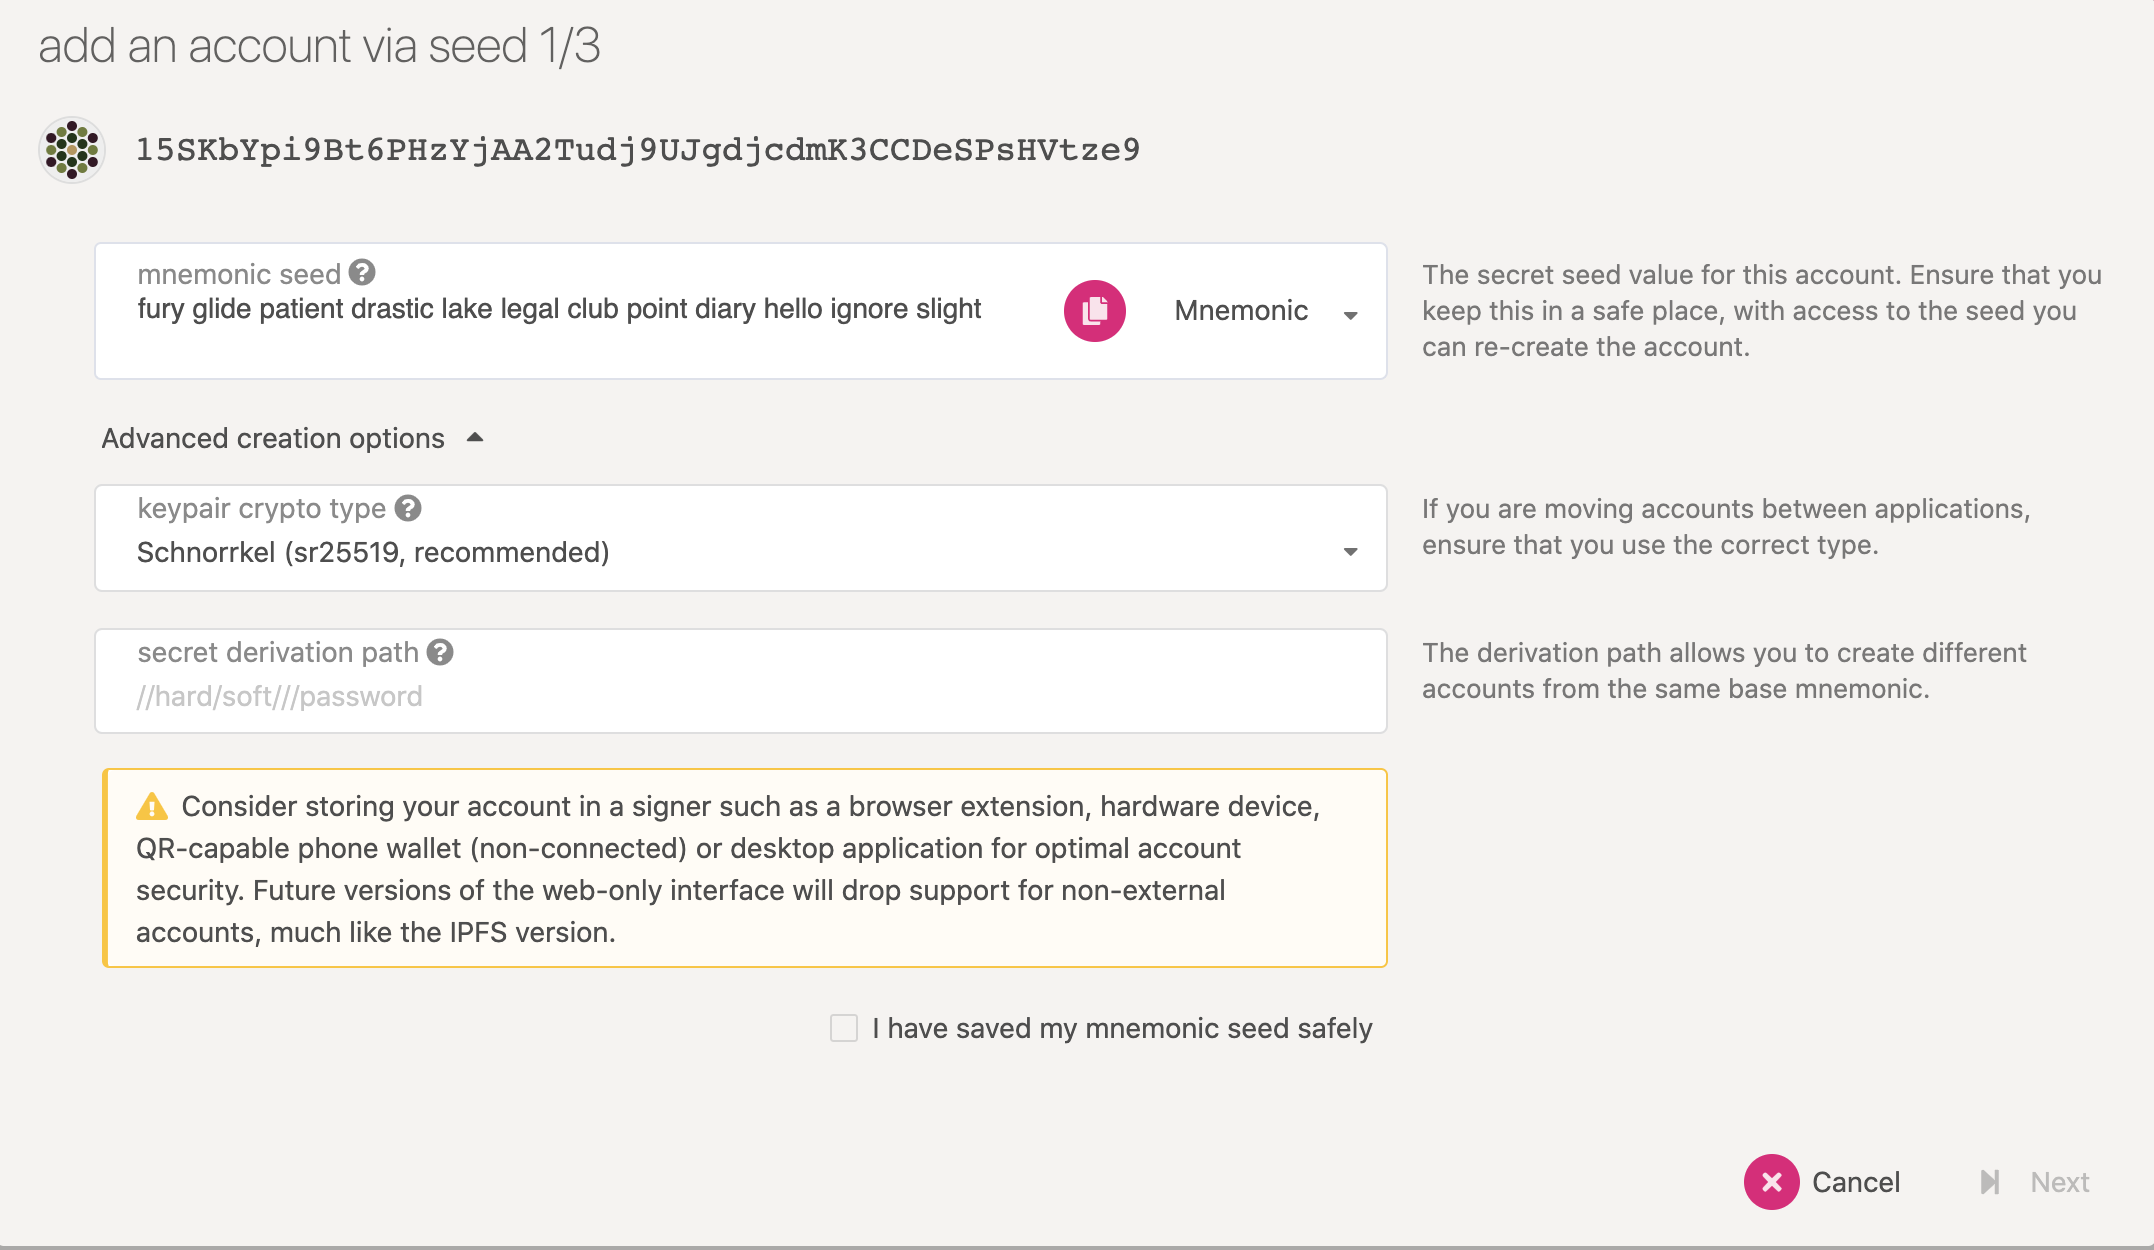 add an account via seed 1/3
15SKbYpi9Bt6PHzYjAA2Tudj9UJgdjcdmK3CCDeSPsHVtze9
mnemonic seed
fury glide patient drastic lake legal club point diary hello ignore slight
Mnemonic
The secret seed value for this account. Ensure that you
keep this in a safe place, with access to the seed you
can re-create the account.
Advanced creation options
keypair crypto type
Schnorrkel (sr25519, recommended)
If you are moving accounts between applications,
ensure that you use the correct type.
secret derivation path
//hard/soft///password
The derivation path allows you to create different
accounts from the same base mnemonic.
Consider storing your account in a signer such as a browser extension, hardware device,
QR-capable phone wallet (non-connected) or desktop application for optimal account
security. Future versions of the web-only interface will drop support for non-external
accounts, much like the IPFS version.
I have saved my mnemonic seed safely
Cancel
Next